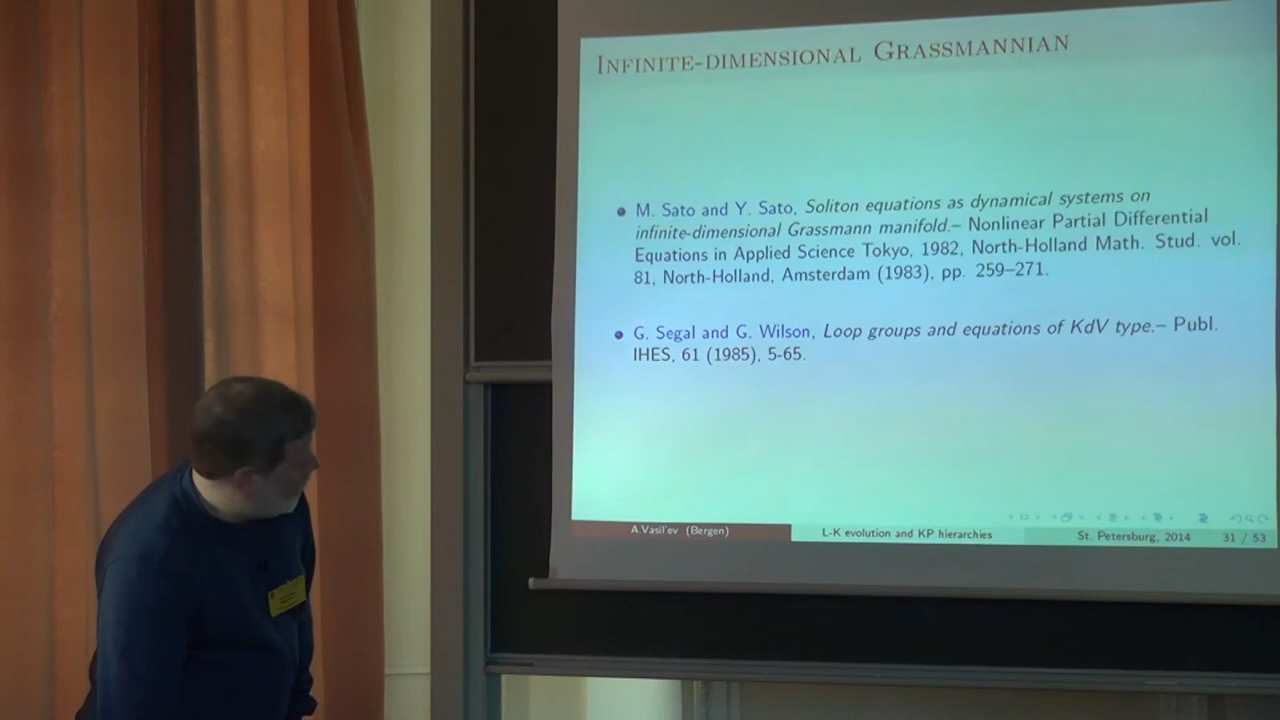 INFINITE-DIMENSIONAL GRASSMANNIAN
M. Sato and Y. Sato, Soliton equations as dynamical systems on
infinite-dimensional Grassmann manifold.– Nonlinear Partial Differential
Equations in Applied Science Tokyo, 1982, North-Holland Math. Stud. vol.
81, North-Holland, Amsterdam (1983), pp. 259–271.
G. Segal and G. Wilson, Loop groups and equations of KdV type.– Publ.
IHES, 61 (1985), 5-65.
A.Vasil'ev (Bergen) L-K evolution and KP hierarchies St. Petersburg, 2014 31 / 53